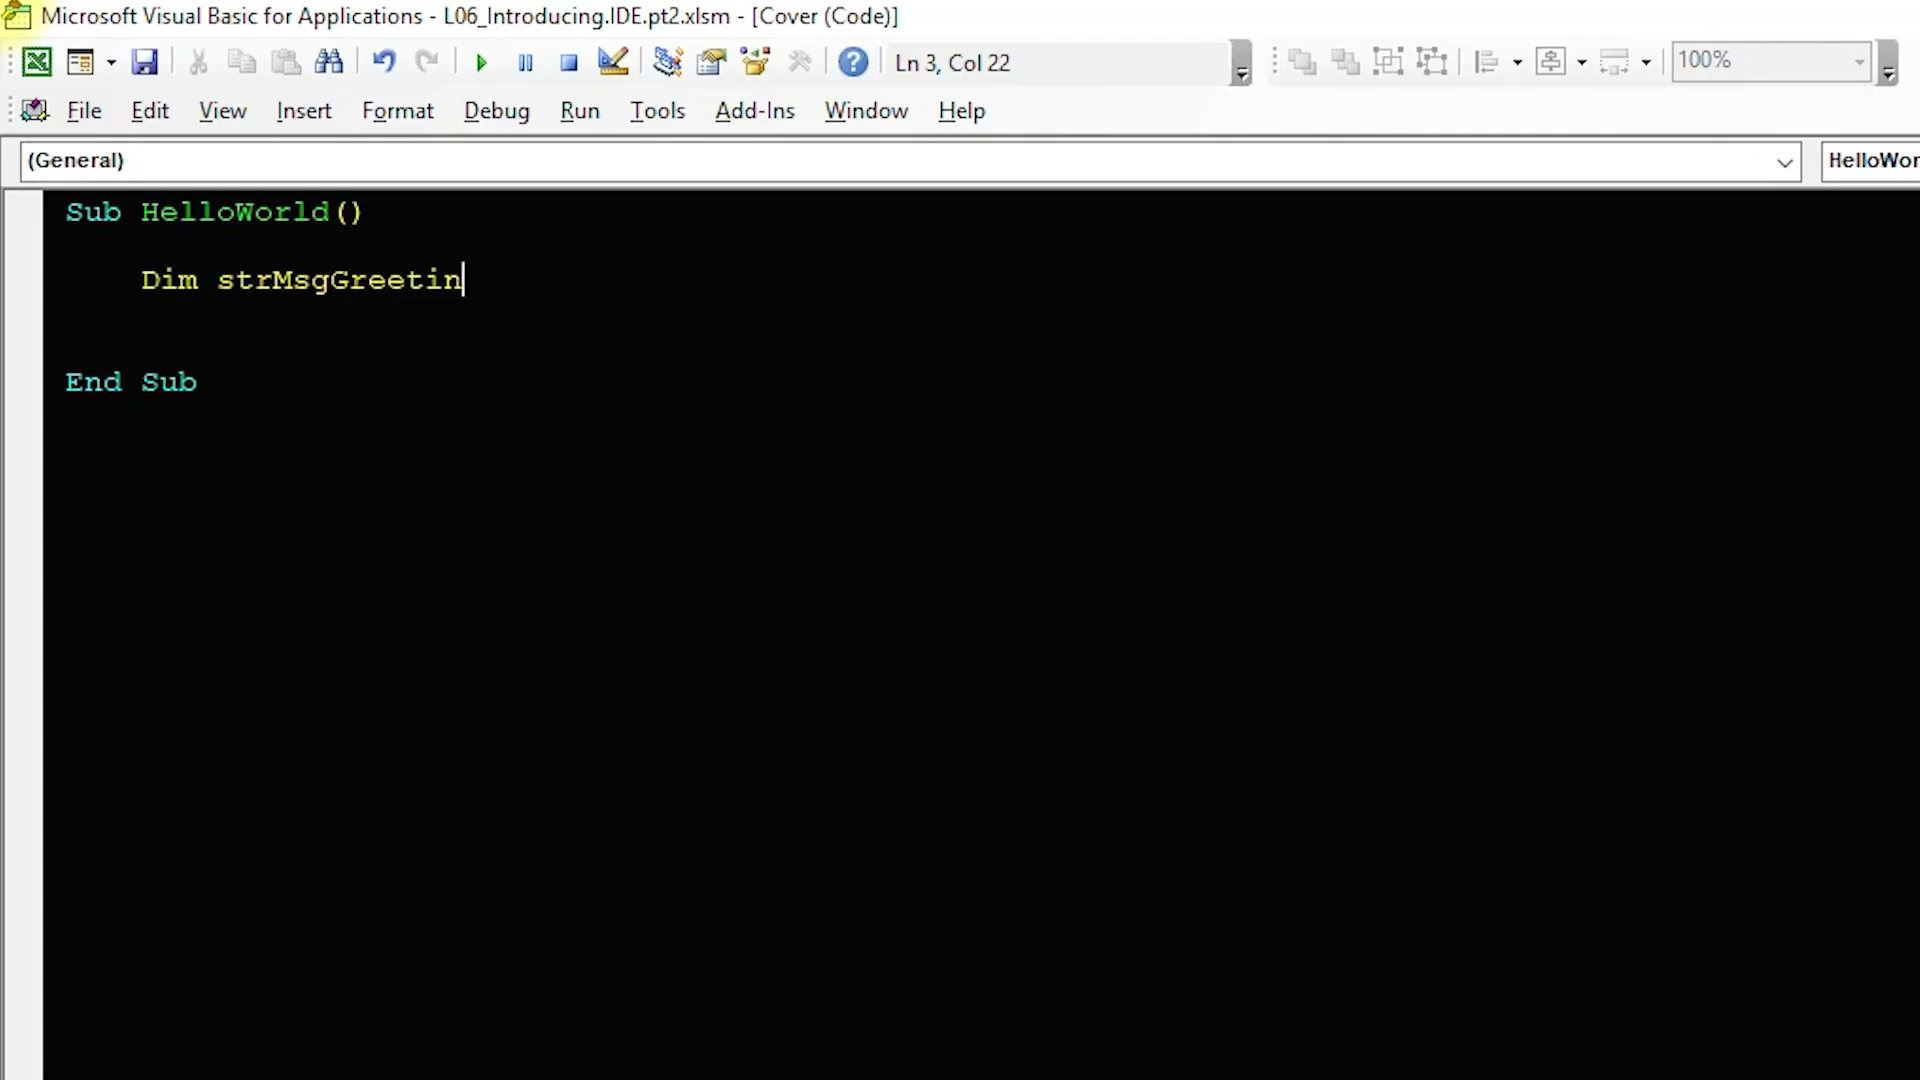 Microsoft Visual Basic for Applications - L06_Introducing.IDE.pt2.xlsm - [Cover (Code)]
Ln 3, Col 22
100%
File Edit View Insert Format Debug Run Tools Add-Ins Window Help
(General)
HelloWor
Sub HelloWorld()
Dim strMsgGreetin
End Sub